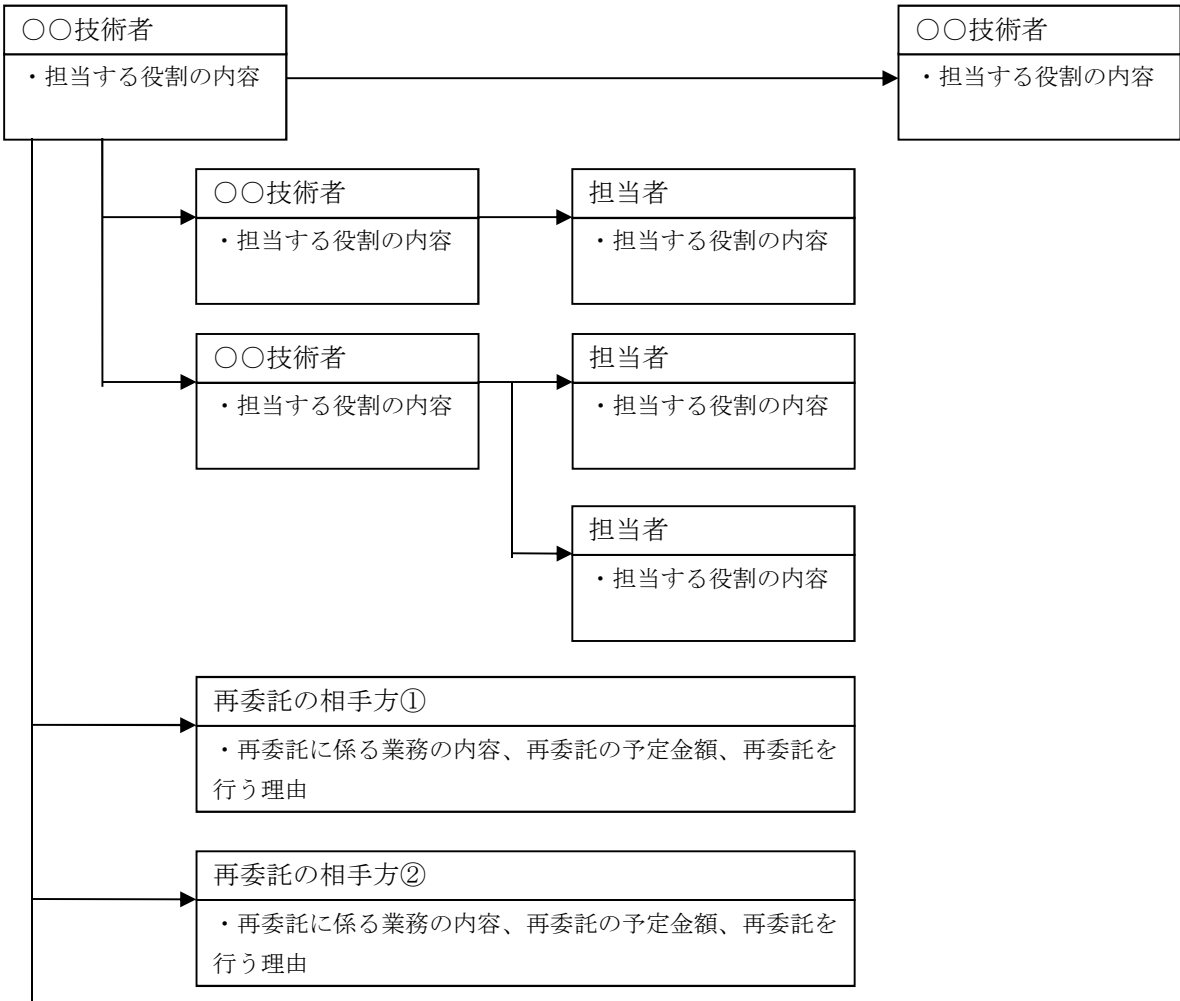 ○○技術者
・担当する役割の内容
○○技術者
・担当する役割の内容
○○技術者
・担当する役割の内容
担当者
・担当する役割の内容
○○技術者
・担当する役割の内容
担当者
・担当する役割の内容
担当者
・担当する役割の内容
再委託の相手方①
・再委託に係る業務の内容、再委託の予定金額、再委託を
行う理由
再委託の相手方②
・再委託に係る業務の内容、再委託の予定金額、再委託を
行う理由